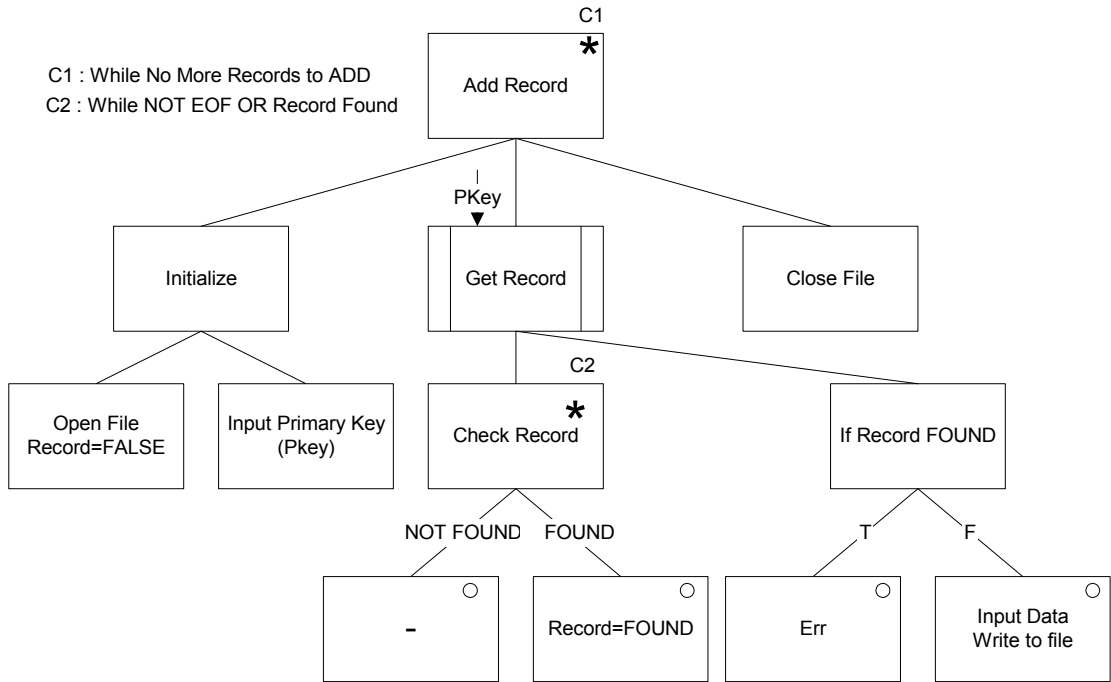 C1
C1 : While No More Records to ADD
C2 : While NOT EOF OR Record Found
*
Add Record
PKey
Initialize
Get Record
Close File
C2
Open File
Record=FALSE
Input Primary Key
(Pkey)
*
Check Record
If Record FOUND
NOT FOUND
FOUND
T
F
-
Record=FOUND
Err
Input Data
Write to file